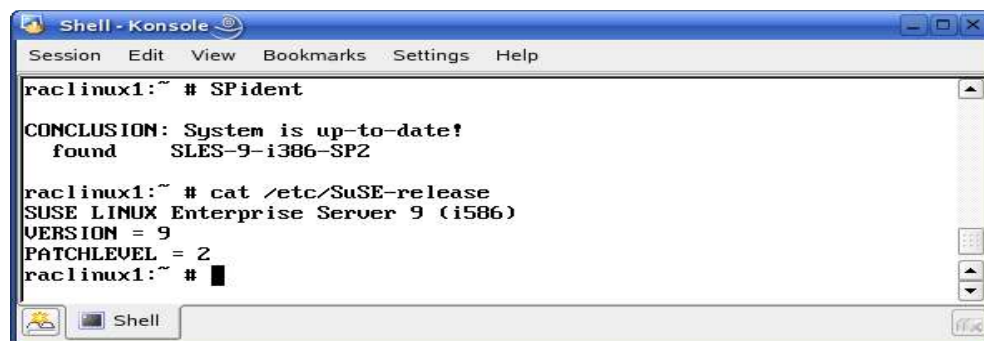 Shell - Konsole
Session Edit View Bookmarks Settings Help
raclinux1:~ # SPident
CONCLUSION: System is up-to-date!
found SLES-9-i386-SP2
raclinux1:~ # cat /etc/SuSE-release
SUSE LINUX Enterprise Server 9 (i586)
VERSION = 9
PATCHLEVEL = 2
raclinux1:~ #
Shell